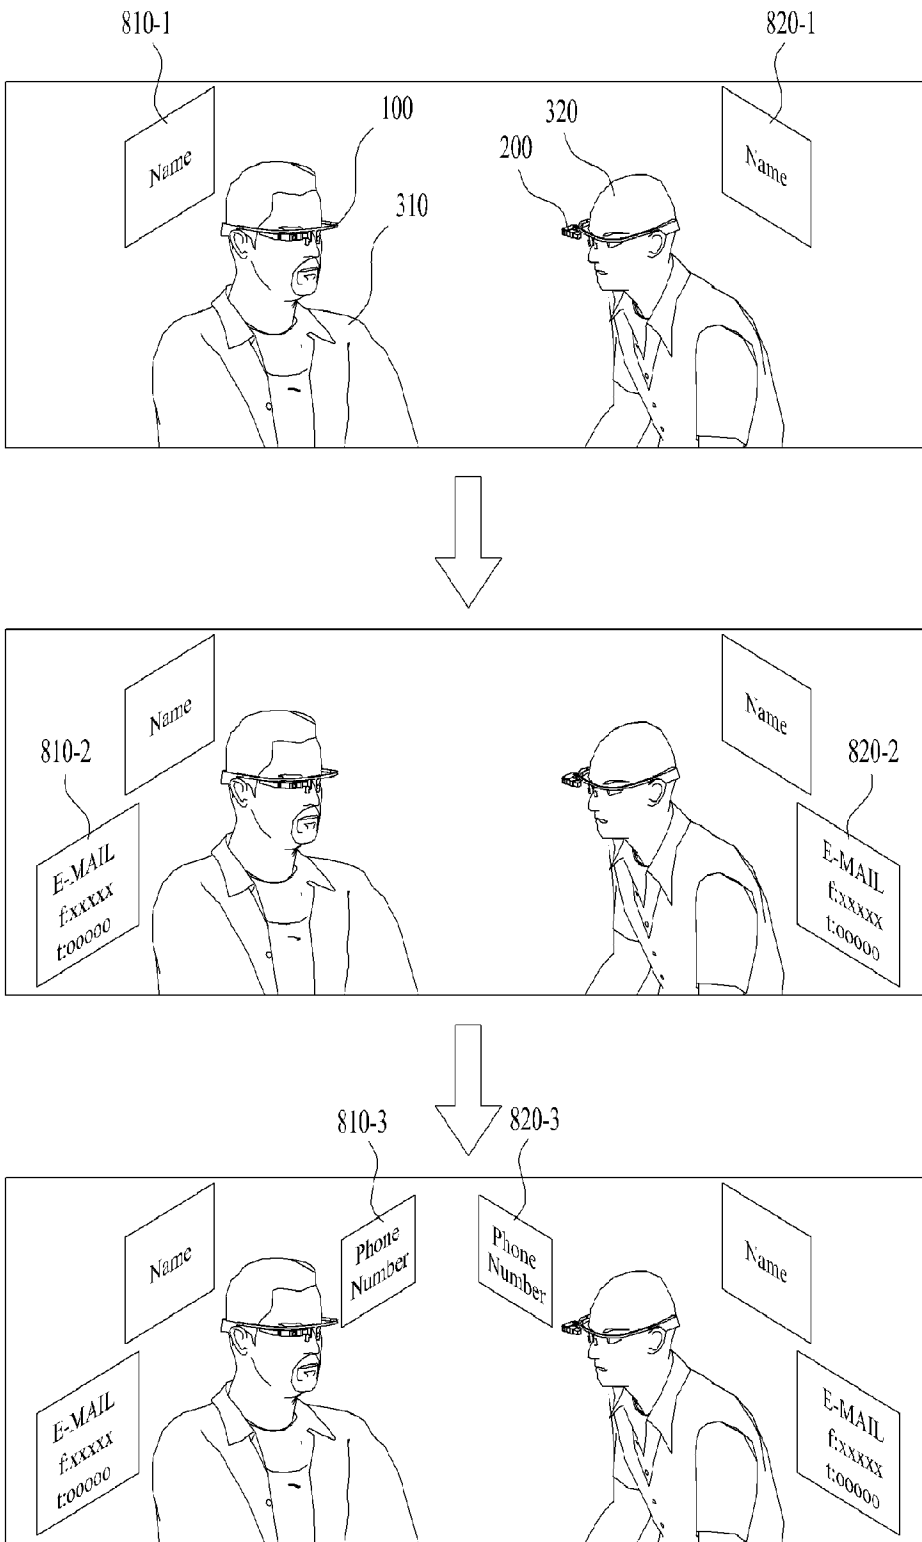 810-1
820-1
Name
100
310
200
320
Name
810-2
Name
E-MAIL
f:xxxxx
t:ooooo
Name
820-2
E-MAIL
f:xxxxx
t:ooooo
810-3
820-3
Name
Phone
Number
Phone
Number
Name
E-MAIL
f:xxxxx
t:ooooo
E-MAIL
f:xxxxx
t:ooooo